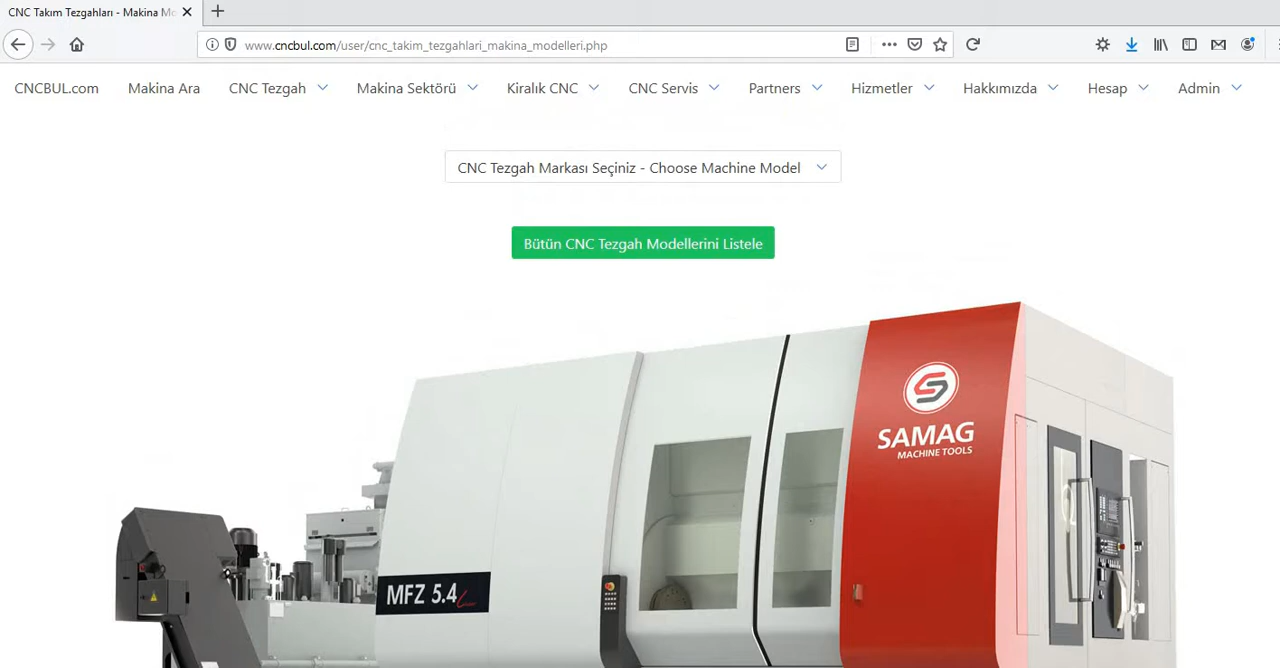 CNC Takım Tezgahları - Makina Mo
www.cncbul.com/user/cnc_takim_tezgahlari_makina_modelleri.php
CNCBUL.com Makina Ara CNC Tezgah Makina Sektörü Kiralık CNC CNC Servis Partners Hizmetler Hakkımızda Hesap Admin
CNC Tezgah Markası Seçiniz - Choose Machine Model
Bütün CNC Tezgah Modellerini Listele
SAMAG
MACHINE TOOLS
MFZ 5.4